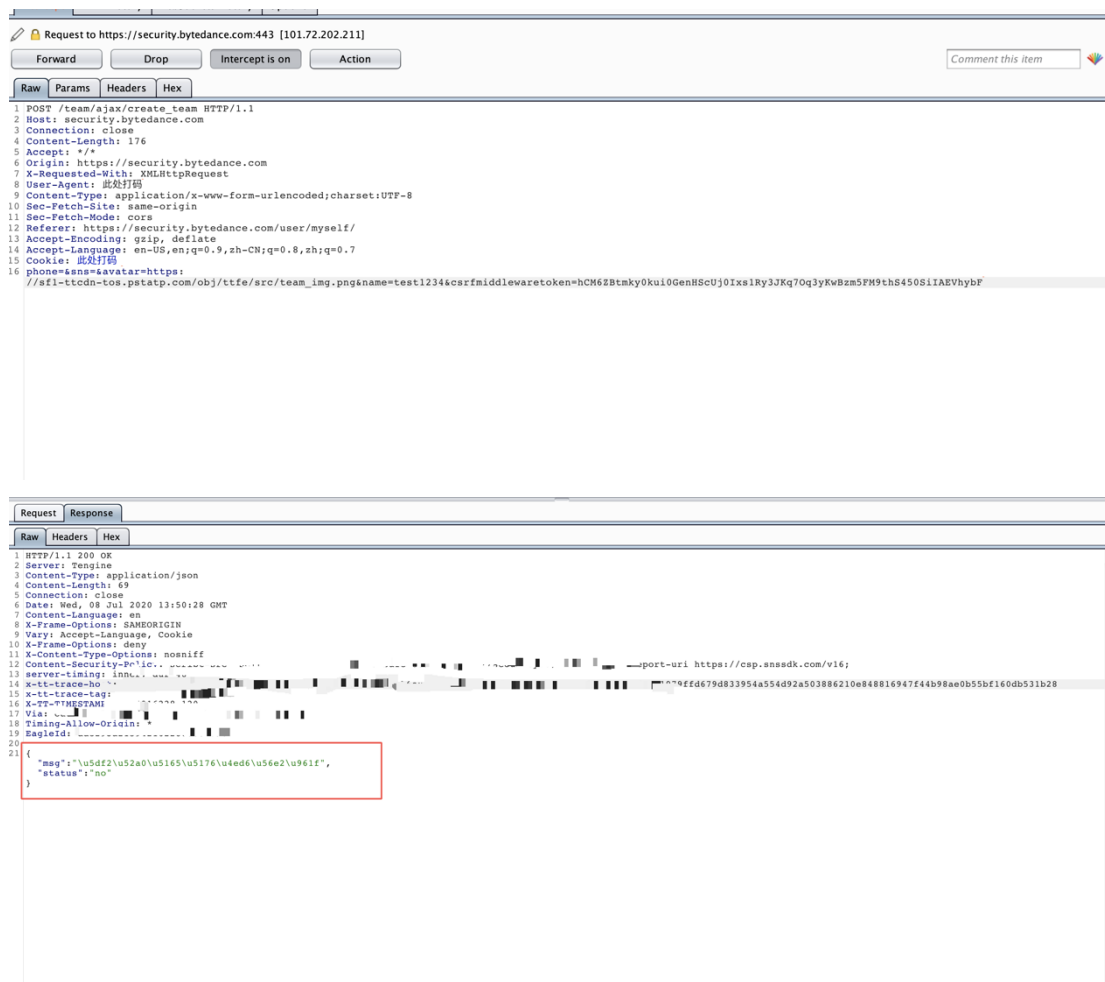 Request to https://security.bytedance.com:443 [101.72.202.211]
Forward Drop Intercept is on Action Comment this item
Raw Params Headers Hex
1 POST /team/ajax/create_team HTTP/1.1
2 Host: security.bytedance.com
3 Connection: close
4 Content-Length: 176
5 Accept: */*
6 Origin: https://security.bytedance.com
7 X-Requested-With: XMLHttpRequest
8 User-Agent: 此处打码
9 Content-Type: application/x-www-form-urlencoded;charset:UTF-8
10 Sec-Fetch-Site: same-origin
11 Sec-Fetch-Mode: cors
12 Referer: https://security.bytedance.com/user/myself/
13 Accept-Encoding: gzip, deflate
14 Accept-Language: en-US,en;q=0.9,zh-CN;q=0.8,zh;q=0.7
15 Cookie: 此处打码
16 phone=&sns=&avatar=https:
//sf1-ttcdn-tos.pstatp.com/obj/ttfe/src/team_img.png&name=test1234&csrfmiddlewaretoken=hCM6ZBtmky0kui0GenHScUj0Ixs1Ry3JKq7Oq3yKwBzm5FM9thS450SiIAEVhybF
Request Response
Raw Headers Hex
1 HTTP/1.1 200 OK
2 Server: Tengine
3 Content-Type: application/json
4 Content-Length: 69
5 Connection: close
6 Date: Wed, 08 Jul 2020 13:50:28 GMT
7 Content-Language: en
8 X-Frame-Options: SAMEORIGIN
9 Vary: Accept-Language, Cookie
10 X-Frame-Options: deny
11 X-Content-Type-Options: nosniff
12 Content-Security- https://csp.snssdk.com/v16;
13 server-timing:
14 x-tt-trace-ho ffd679d833954a554d92a503886210e848816947f44b98ae0b55bf160db531b28
15 x-tt-trace-tag:
16 X-TT-TIMESTAMP
17 Via:
18 Timing-Allow-Origin: *
19 EagleId:
20
21 {
"msg":"\u5df2\u52a0\u5165\u5176\u4ed6\u56e2\u961f",
"status":"no"
}